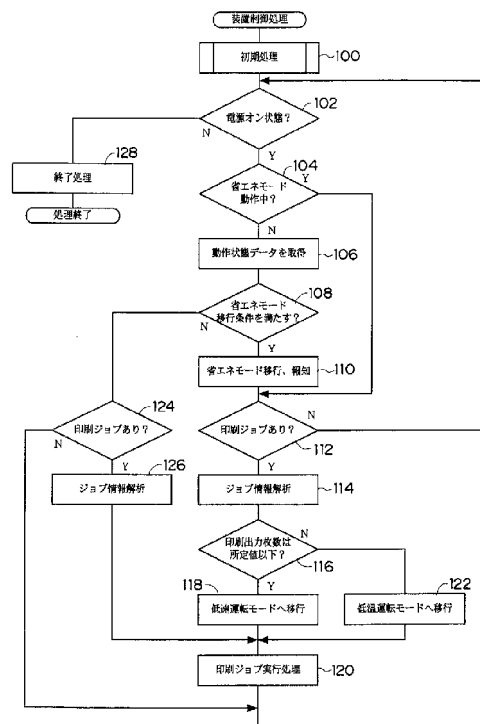 装置制御処理
初期処理
100
102
電源オン状態？
N
Y
128
終了処理
処理終了
104
省エネモード
動作中？
Y
N
動作状態データを取得
106
108
省エネモード
移行条件を満たす？
N
Y
省エネモード移行、報知
110
124
印刷ジョブあり？
N
Y
126
ジョブ情報解析
印刷ジョブあり？
N
112
Y
ジョブ情報解析
114
印刷出力枚数は
所定値以下？
N
116
Y
118
低速運転モードへ移行
122
低温運転モードへ移行
印刷ジョブ実行処理
120